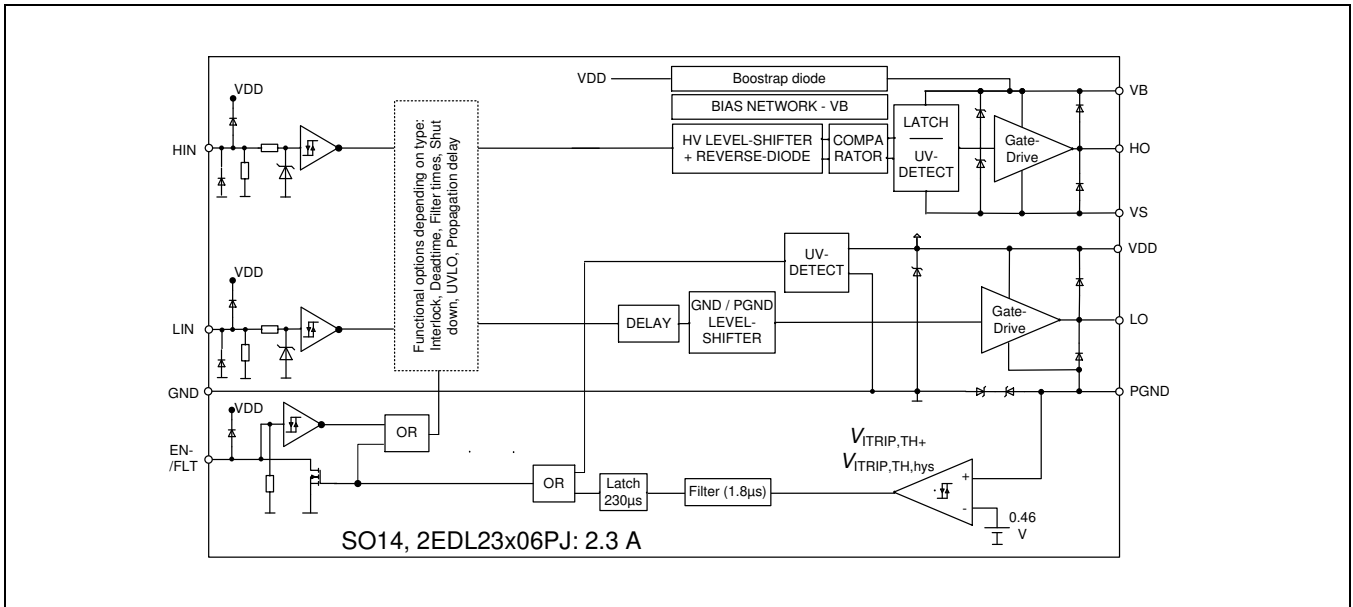 VDD
Boostrap diode
VB
VDD
BIAS NETWORK - VB
HIN
HV LEVEL-SHIFTER
+ REVERSE-DIODE
COMPA
RATOR
LATCH
UV-
DETECT
Gate-
Drive
HO
VS
Functional options depending on type:
Interlock, Deadtime, Filter times, Shut
down, UVLO, Propagation delay
VDD
UV-
DETECT
VDD
LIN
DELAY
GND / PGND
LEVEL-
SHIFTER
Gate-
Drive
LO
GND
PGND
VDD
OR
EN-
/FLT
VITRIP,TH+
VITRIP,TH,hys
OR
Latch
230µs
Filter (1.8µs)
+
-
0.46
V
SO14, 2EDL23x06PJ: 2.3 A